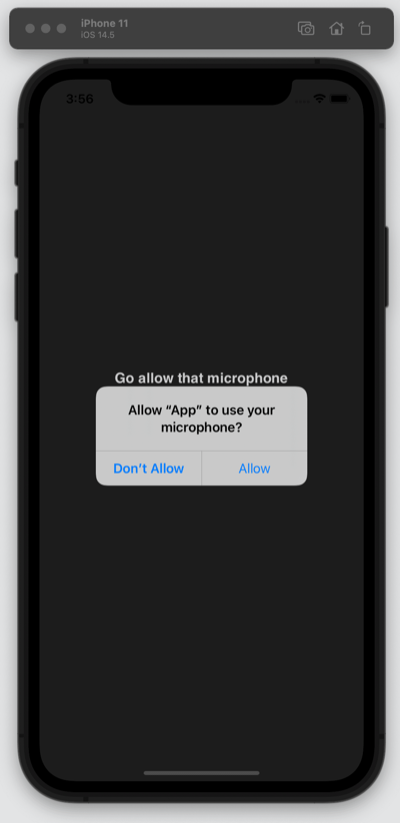 iPhone 11
iOS 14.5
3:56
Go allow that microphone
Allow “App” to use your
microphone?
Don’t Allow
Allow